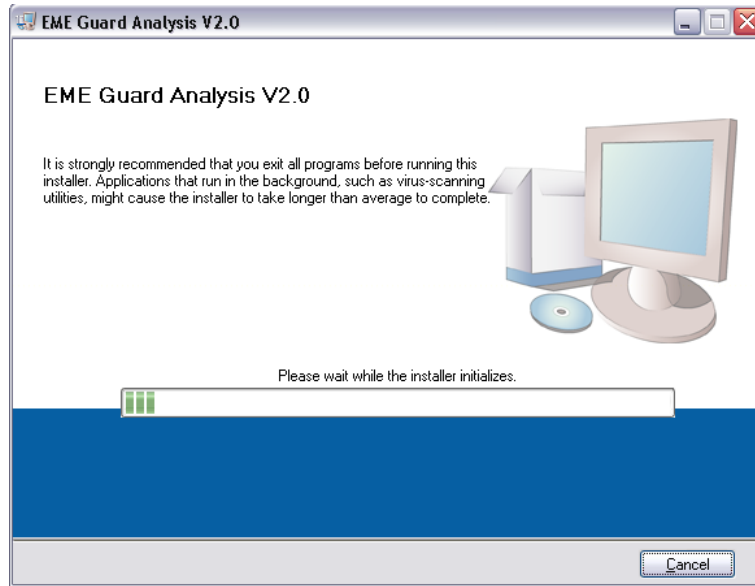 EME Guard Analysis V2.0
EME Guard Analysis V2.0
It is strongly recommended that you exit all programs before running this
installer. Applications that run in the background, such as virus-scanning
utilities, might cause the installer to take longer than average to complete.
Please wait while the installer initializes.
Cancel